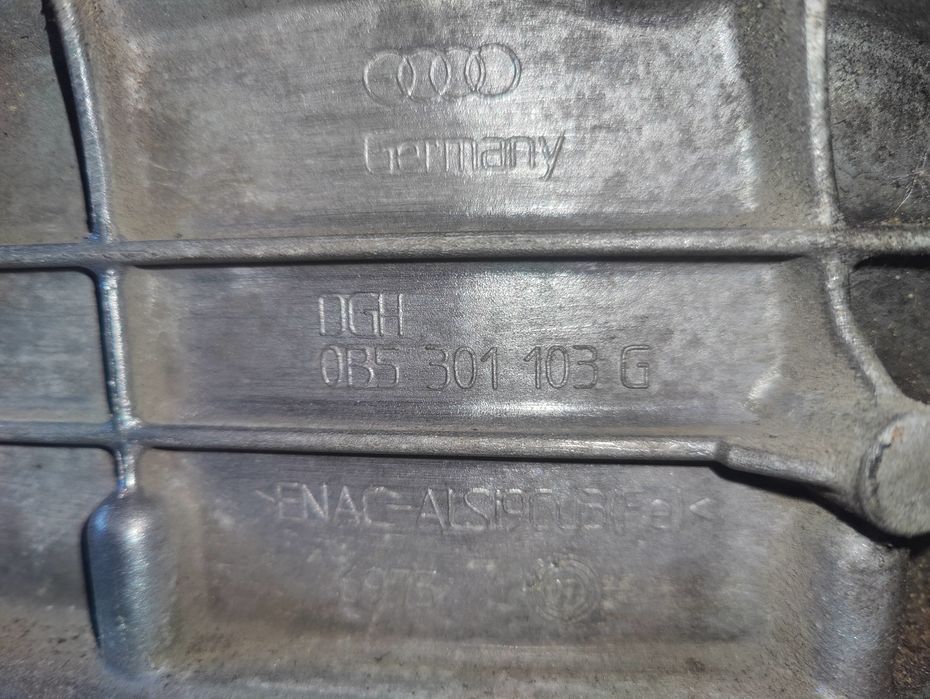 Germany
DGH
0B5 301 103 G
>ENAC-ALSI9CU3(Fe)<